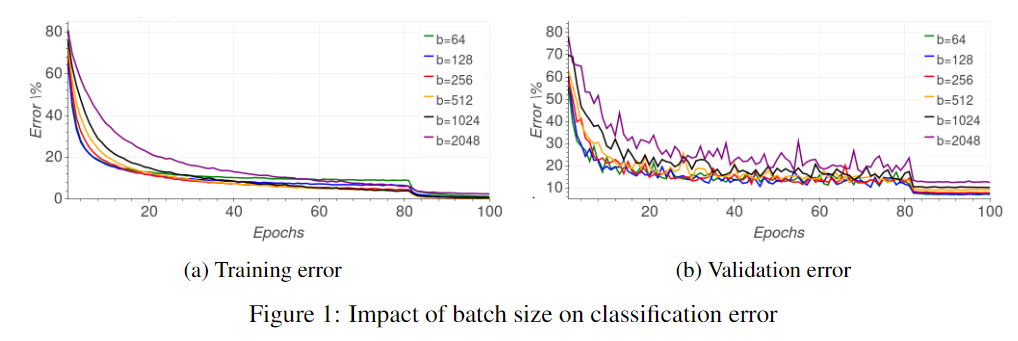 80
60
40
20
0
Error \%
20 40 60 80 100
Epochs
b=64
b=128
b=256
b=512
b=1024
b=2048
(a) Training error
80
70
60
50
40
30
20
10
Error \%
20 40 60 80 100
Epochs
b=64
b=128
b=256
b=512
b=1024
b=2048
(b) Validation error
Figure 1: Impact of batch size on classification error